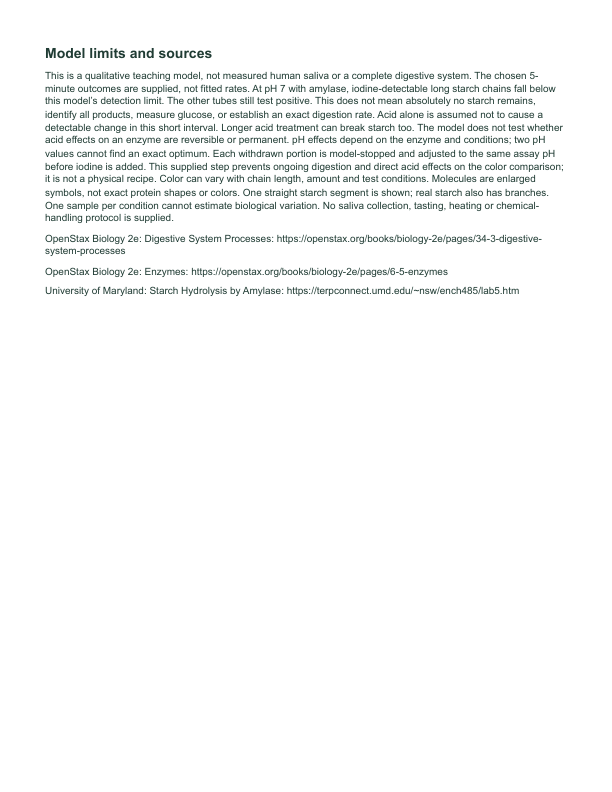 Model limits and sources
This is a qualitative teaching model, not measured human saliva or a complete digestive system. The chosen 5-
minute outcomes are supplied, not fitted rates. At pH 7 with amylase, iodine-detectable long starch chains fall below
this model's detection limit. The other tubes still test positive. This does not mean absolutely no starch remains,
identify all products, measure glucose, or establish an exact digestion rate. Acid alone is assumed not to cause a
detectable change in this short interval. Longer acid treatment can break starch too. The model does not test whether
acid effects on an enzyme are reversible or permanent. pH effects depend on the enzyme and conditions; two pH
values cannot find an exact optimum. Each withdrawn portion is model-stopped and adjusted to the same assay pH
before iodine is added. This supplied step prevents ongoing digestion and direct acid effects on the color comparison;
it is not a physical recipe. Color can vary with chain length, amount and test conditions. Molecules are enlarged
symbols, not exact protein shapes or colors. One straight starch segment is shown; real starch also has branches.
One sample per condition cannot estimate biological variation. No saliva collection, tasting, heating or chemical-
handling protocol is supplied.
OpenStax Biology 2e: Digestive System Processes: https://openstax.org/books/biology-2e/pages/34-3-digestive-
system-processes
OpenStax Biology 2e: Enzymes: https://openstax.org/books/biology-2e/pages/6-5-enzymes
University of Maryland: Starch Hydrolysis by Amylase: https://terpconnect.umd.edu/~nsw/ench485/lab5.htm